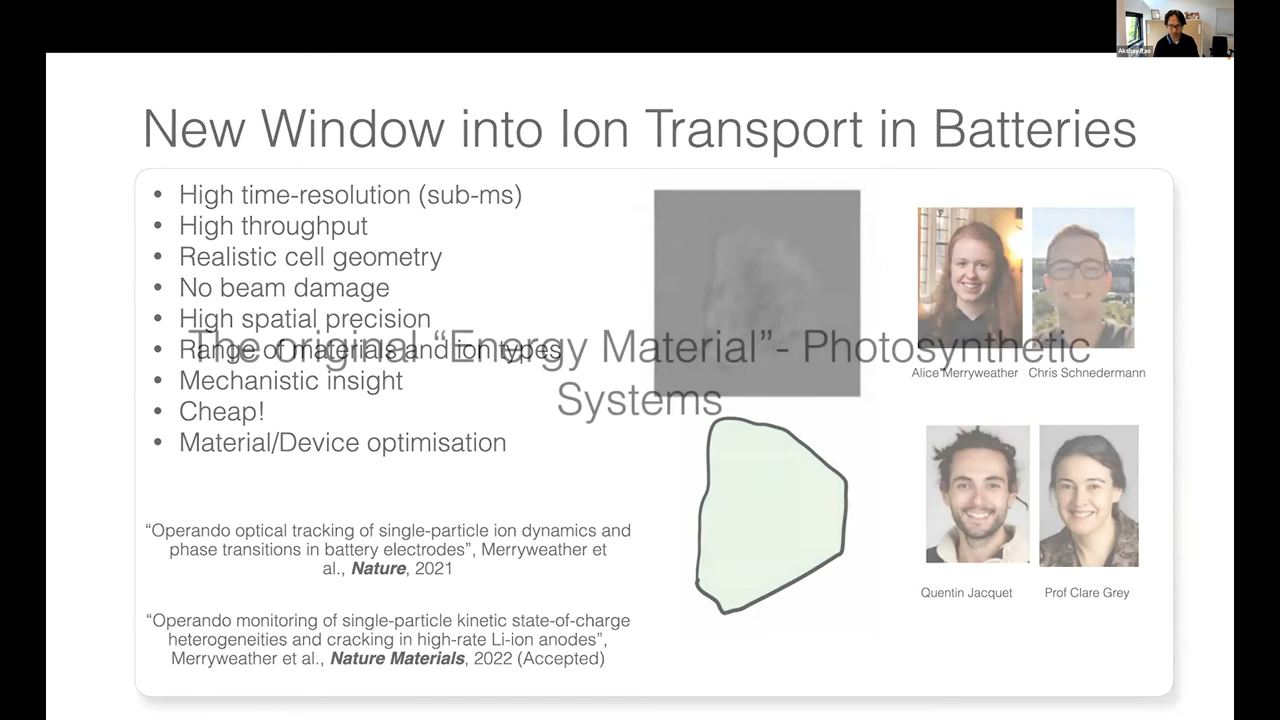 Akshay Rao
New Window into Ion Transport in Batteries
• High time-resolution (sub-ms)
• High throughput
• Realistic cell geometry
• No beam damage
• High spatial precision
• Range of materials and ion types
• Mechanistic insight
• Cheap!
• Material/Device optimisation
The original “Energy Material”- Photosynthetic
Systems
“Operando optical tracking of single-particle ion dynamics and
phase transitions in battery electrodes”, Merryweather et
al., Nature, 2021
“Operando monitoring of single-particle kinetic state-of-charge
heterogeneities and cracking in high-rate Li-ion anodes”,
Merryweather et al., Nature Materials, 2022 (Accepted)
Alice Merryweather Chris Schnedermann
Quentin Jacquet Prof Clare Grey